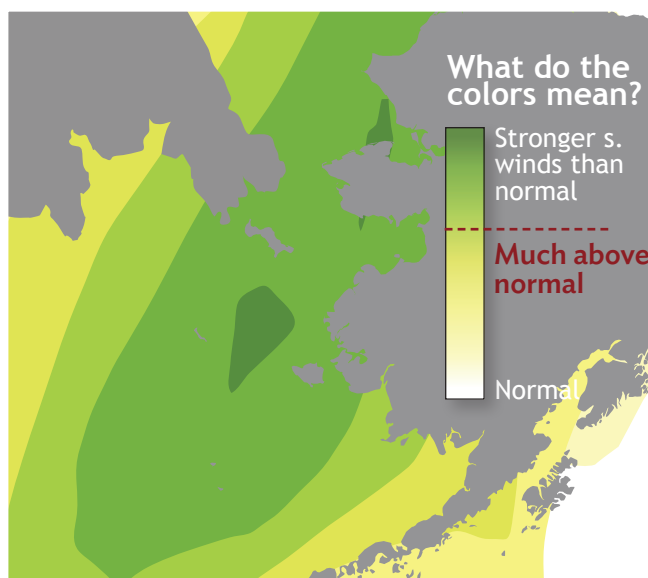 What do the
colors mean?
Stronger s.
winds than
normal
Much above
normal
Normal